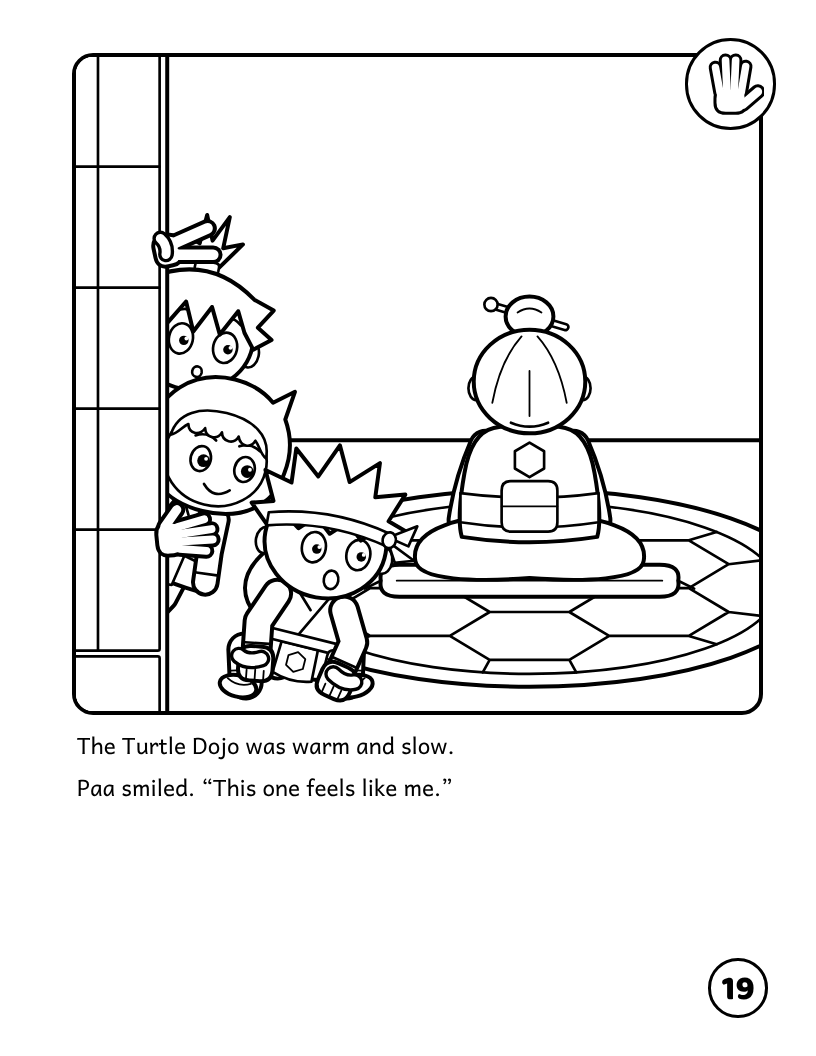 The Turtle Dojo was warm and slow.
Paa smiled. “This one feels like me.”
19